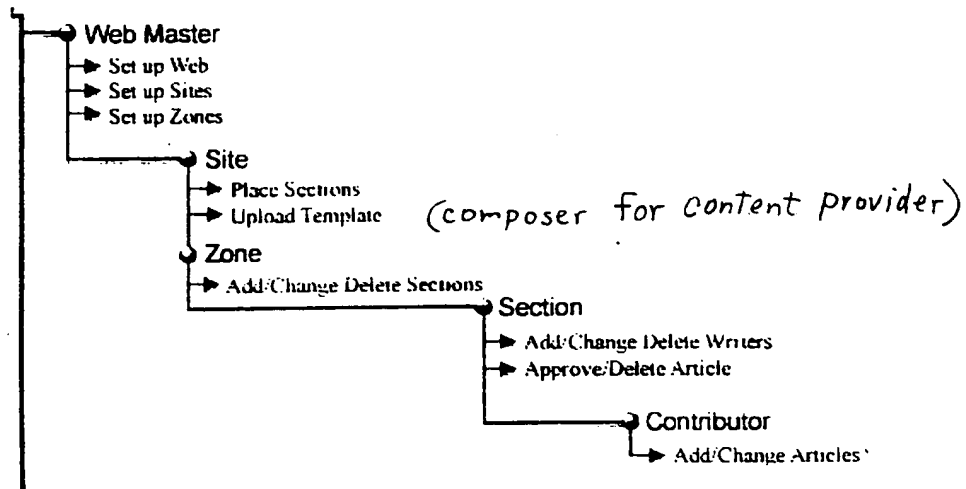 Web Master
Set up Web
Set up Sites
Set up Zones
Site
Place Sections
Upload Template (composer for content provider)
Zone
Add/Change Delete Sections
Section
Add/Change Delete Writers
Approve/Delete Article
Contributor
Add/Change Articles